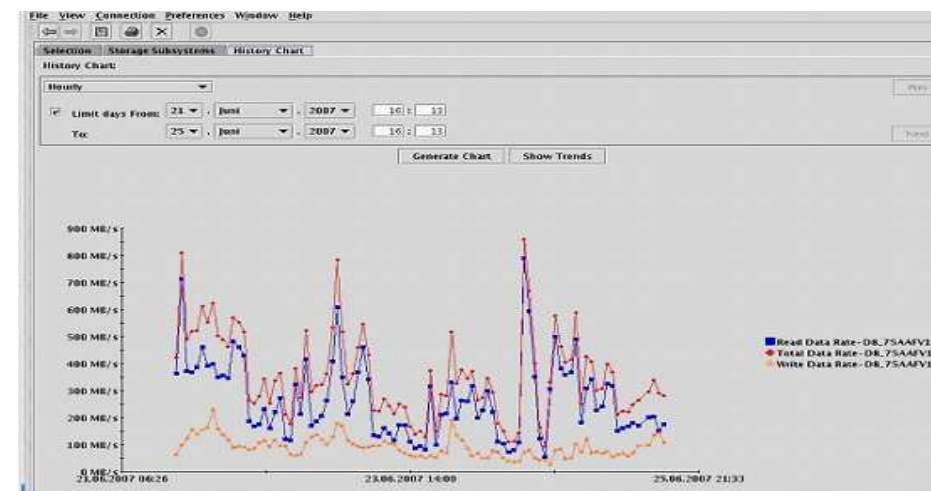 File View Connection Preferences Window Help
Selection Storage Subsystems History Chart
History Chart:
Hourly
Prev
Limit days From: 21 . Juni . 2007 16 : 13
To: 25 . Juni . 2007 16 : 13
Next
Generate Chart Show Trends
900 MB/s
800 MB/s
700 MB/s
600 MB/s
500 MB/s
400 MB/s
300 MB/s
200 MB/s
100 MB/s
0 MB/s
Read Data Rate-D8_75AAFV1
Total Data Rate-D8_75AAFV1
Write Data Rate-D8_75AAFV1
21.06.2007 06:26 23.06.2007 14:00 25.06.2007 21:33